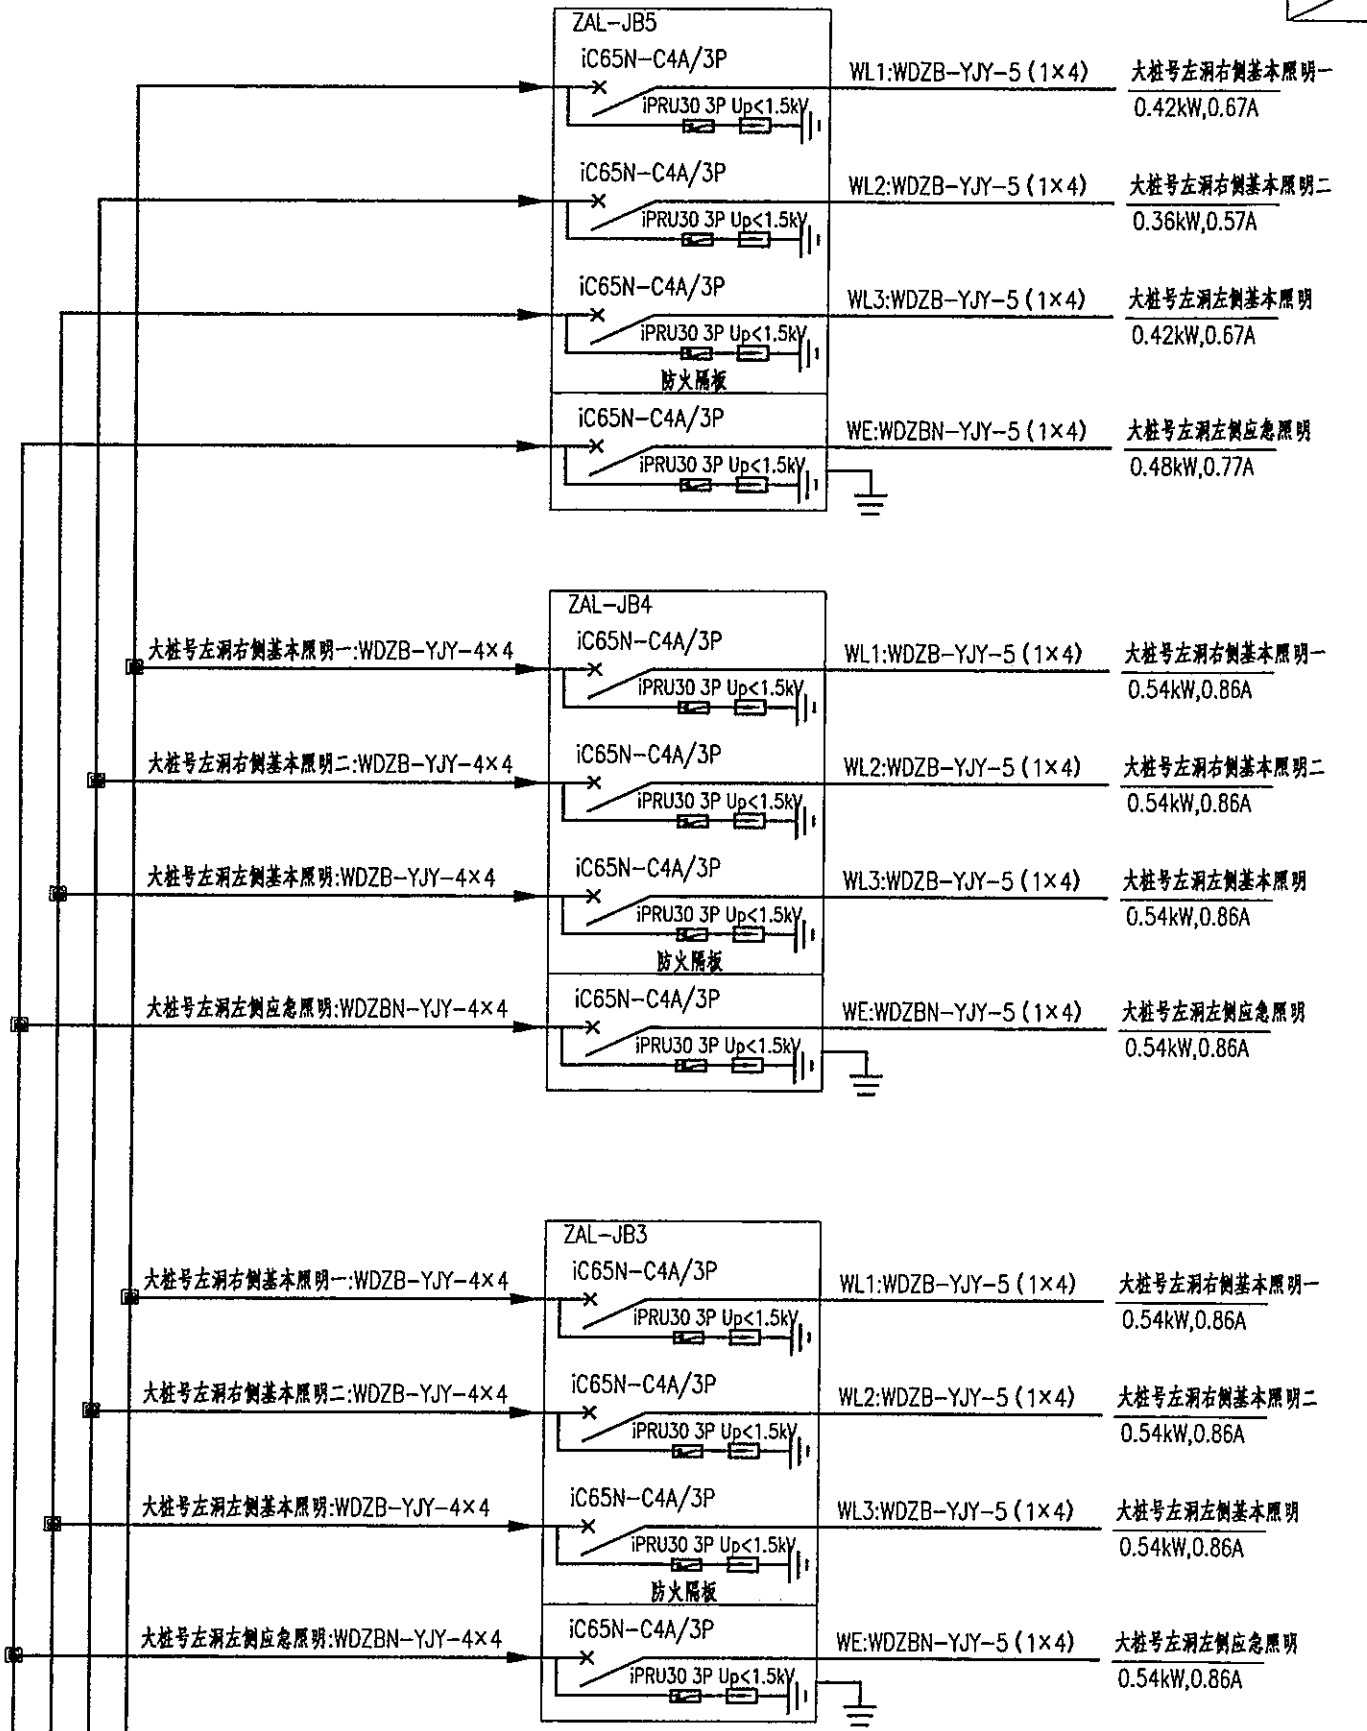 ZAL-JB5
iC65N-C4A/3P
WL1:WDZB-YJY-5(1×4)
大桩号左洞右侧基本照明一
iPRU30 3P Up<1.5kV
0.42kW,0.67A
iC65N-C4A/3P
WL2:WDZB-YJY-5(1×4)
大桩号左洞右侧基本照明二
iPRU30 3P Up<1.5kV
0.36kW,0.57A
iC65N-C4A/3P
WL3:WDZB-YJY-5(1×4)
大桩号左洞左侧基本照明
iPRU30 3P Up<1.5kV
0.42kW,0.67A
防火隔板
iC65N-C4A/3P
WE:WDZBN-YJY-5(1×4)
大桩号左洞左侧应急照明
iPRU30 3P Up<1.5kV
0.48kW,0.77A
ZAL-JB4
大桩号左洞右侧基本照明一:WDZB-YJY-4×4
iC65N-C4A/3P
WL1:WDZB-YJY-5(1×4)
大桩号左洞右侧基本照明一
iPRU30 3P Up<1.5kV
0.54kW,0.86A
大桩号左洞右侧基本照明二:WDZB-YJY-4×4
iC65N-C4A/3P
WL2:WDZB-YJY-5(1×4)
大桩号左洞右侧基本照明二
iPRU30 3P Up<1.5kV
0.54kW,0.86A
大桩号左洞左侧基本照明:WDZB-YJY-4×4
iC65N-C4A/3P
WL3:WDZB-YJY-5(1×4)
大桩号左洞左侧基本照明
iPRU30 3P Up<1.5kV
0.54kW,0.86A
防火隔板
大桩号左洞左侧应急照明:WDZBN-YJY-4×4
iC65N-C4A/3P
WE:WDZBN-YJY-5(1×4)
大桩号左洞左侧应急照明
iPRU30 3P Up<1.5kV
0.54kW,0.86A
ZAL-JB3
大桩号左洞右侧基本照明一:WDZB-YJY-4×4
iC65N-C4A/3P
WL1:WDZB-YJY-5(1×4)
大桩号左洞右侧基本照明一
iPRU30 3P Up<1.5kV
0.54kW,0.86A
大桩号左洞右侧基本照明二:WDZB-YJY-4×4
iC65N-C4A/3P
WL2:WDZB-YJY-5(1×4)
大桩号左洞右侧基本照明二
iPRU30 3P Up<1.5kV
0.54kW,0.86A
大桩号左洞左侧基本照明:WDZB-YJY-4×4
iC65N-C4A/3P
WL3:WDZB-YJY-5(1×4)
大桩号左洞左侧基本照明
iPRU30 3P Up<1.5kV
0.54kW,0.86A
防火隔板
大桩号左洞左侧应急照明:WDZBN-YJY-4×4
iC65N-C4A/3P
WE:WDZBN-YJY-5(1×4)
大桩号左洞左侧应急照明
iPRU30 3P Up<1.5kV
0.54kW,0.86A